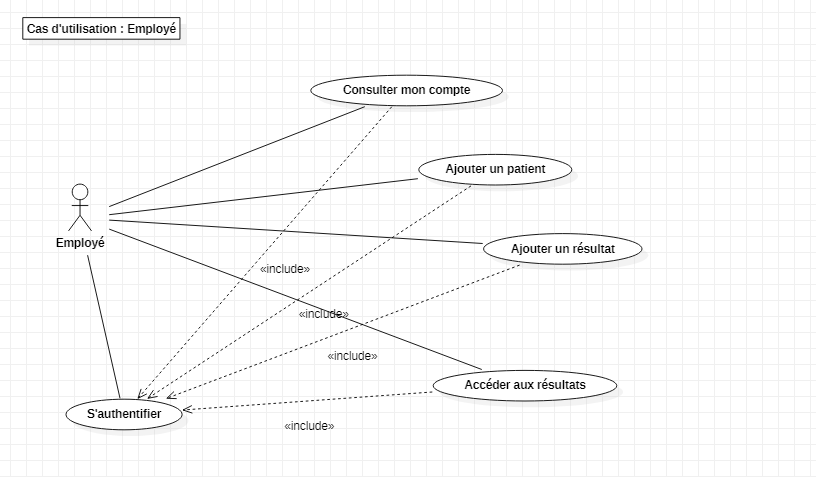 Cas d'utilisation : Employé
Consulter mon compte
Ajouter un patient
Employé
Ajouter un résultat
«include»
«include»
«include»
Accéder aux résultats
S'authentifier
«include»